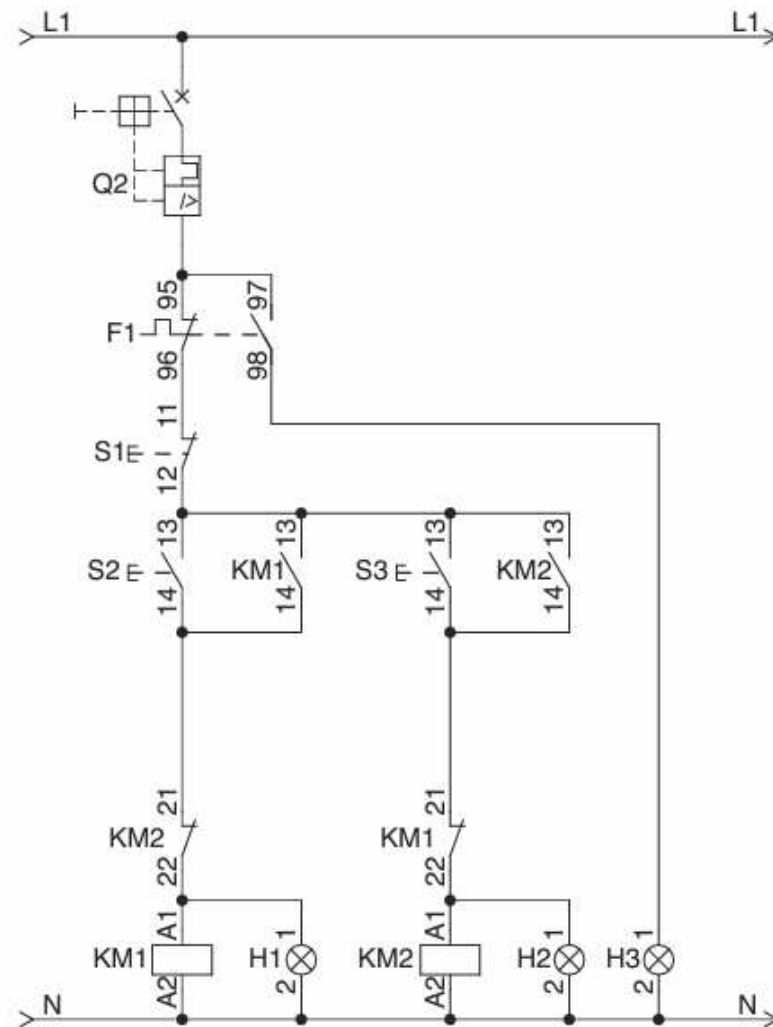 L1 L1
Q2
I>
95 97
F1
96 98
11
S1
12
13 13 13 13
S2 KM1 S3 KM2
14 14 14 14
21 21
KM2 KM1
22 22
A1 1 A1 1 1
KM1 H1 KM2 H2 H3
A2 2 A2 2 2
N N